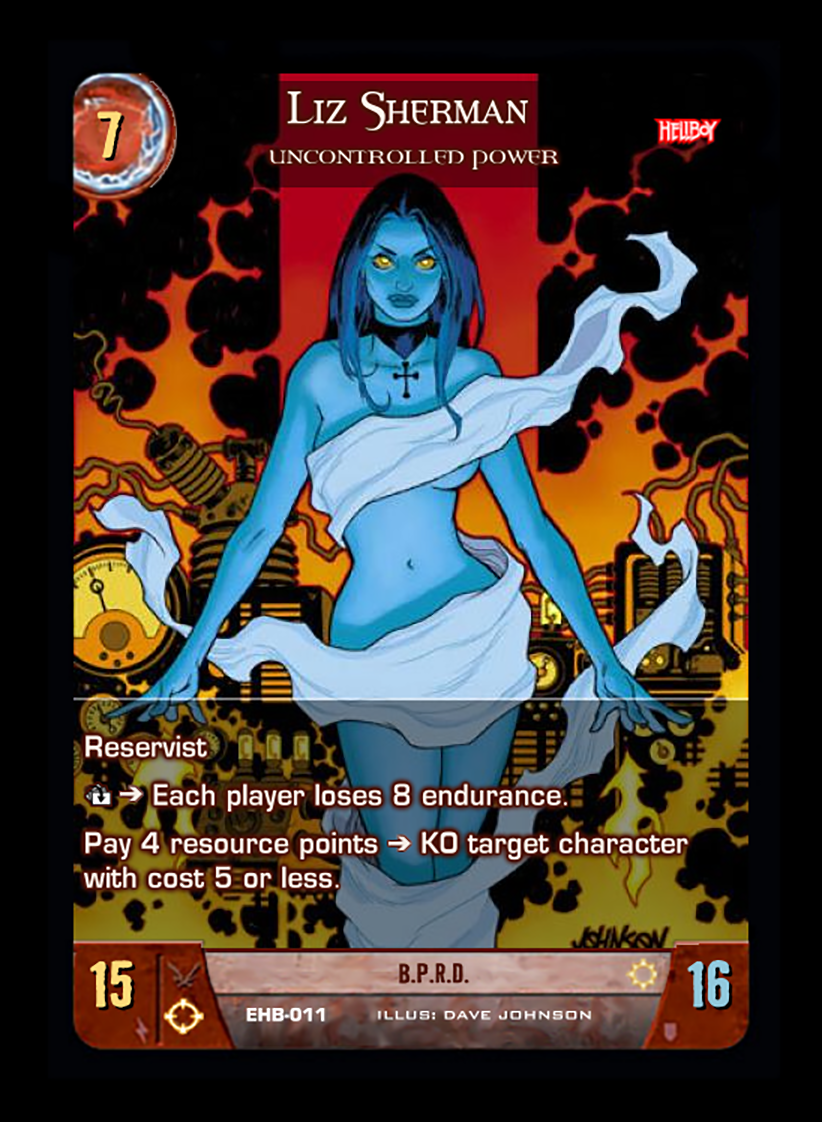 7
Liz Sherman
HELLBOY
UNCONTROLLED POWER
Reservist
➔ Each player loses 8 endurance.
Pay 4 resource points ➔ KO target character
with cost 5 or less.
JOHNSON
15
B.P.R.D.
16
EHB-011 ILLUS: DAVE JOHNSON